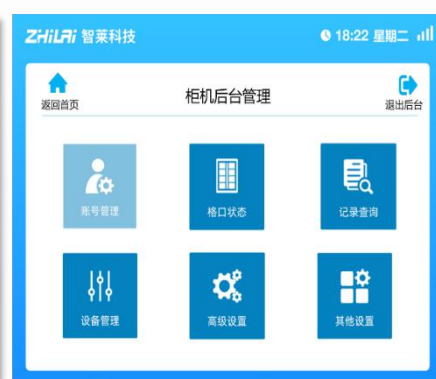 ZHiLAi 智莱科技
18:22 星期二
返回首页
柜机后台管理
退出后台
账号管理
格口状态
记录查询
设备管理
高级设置
其他设置